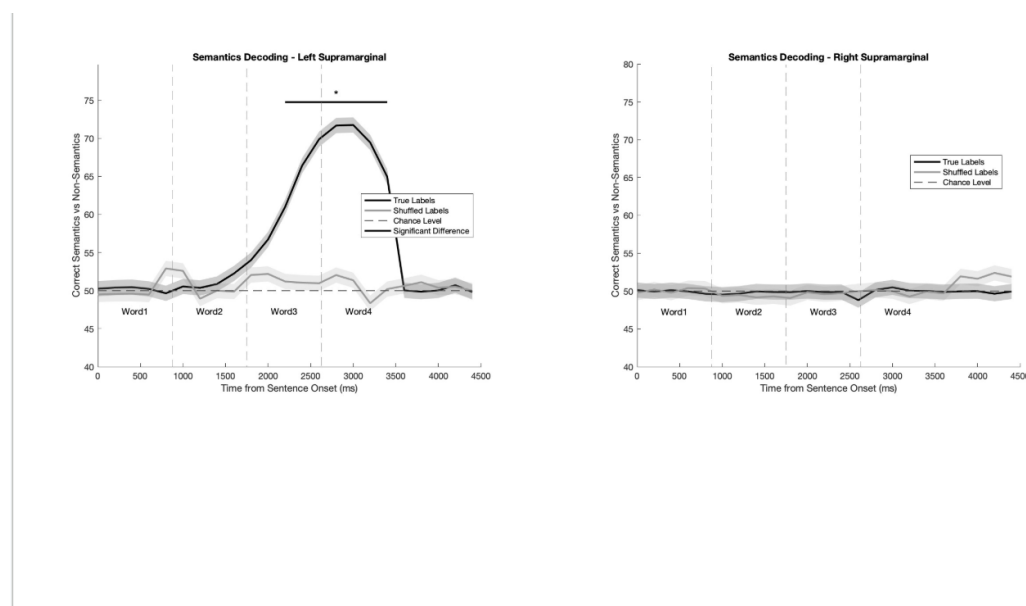 Semantics Decoding - Left Supramarginal
Correct Semantics vs Non-Semantics
75
70
65
60
55
50
45
40
*
True Labels
Shuffled Labels
Chance Level
Significant Difference
Word1 Word2 Word3 Word4
0 500 1000 1500 2000 2500 3000 3500 4000 4500
Time from Sentence Onset (ms)
Semantics Decoding - Right Supramarginal
Correct Semantics vs Non-Semantics
80
75
70
65
60
55
50
45
40
True Labels
Shuffled Labels
Chance Level
Word1 Word2 Word3 Word4
0 500 1000 1500 2000 2500 3000 3500 4000 450
Time from Sentence Onset (ms)